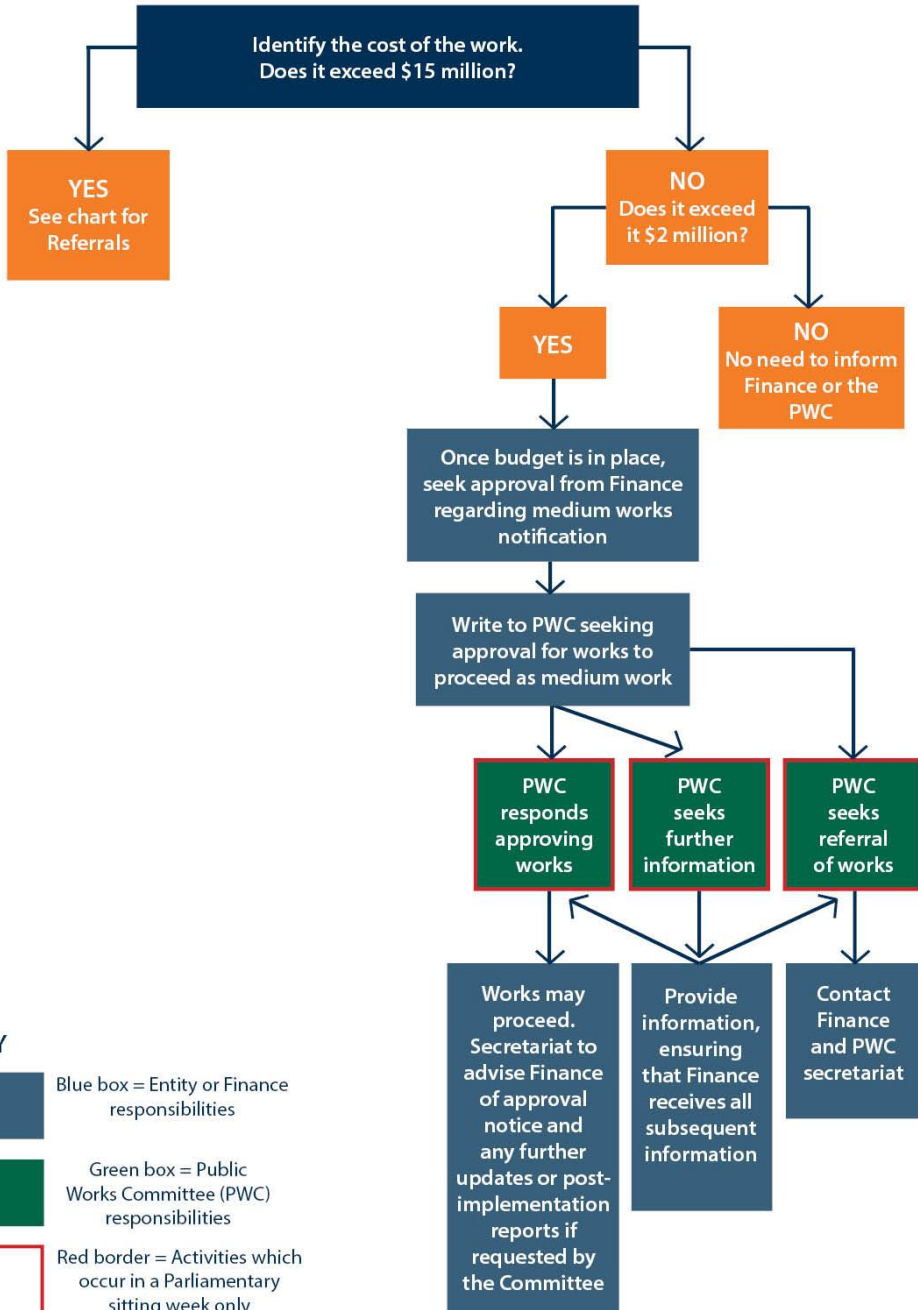 Identify the cost of the work.
Does it exceed $15 million?
YES
See chart for
Referrals
NO
Does it exceed
it $2 million?
YES
NO
No need to inform
Finance or the
PWC
Once budget is in place,
seek approval from Finance
regarding medium works
notification
Write to PWC seeking
approval for works to
proceed as medium work
PWC
responds
approving
works
PWC
seeks
further
information
PWC
seeks
referral
of works
Works may
proceed.
Secretariat to
advise Finance
of approval
notice and
any further
updates or post-
implementation
reports if
requested by
the Committee
Provide
information,
ensuring
that Finance
receives all
subsequent
information
Contact
Finance
and PWC
secretariat
Y
Blue box = Entity or Finance
responsibilities
Green box = Public
Works Committee (PWC)
responsibilities
Red border = Activities which
occur in a Parliamentary
sitting week only